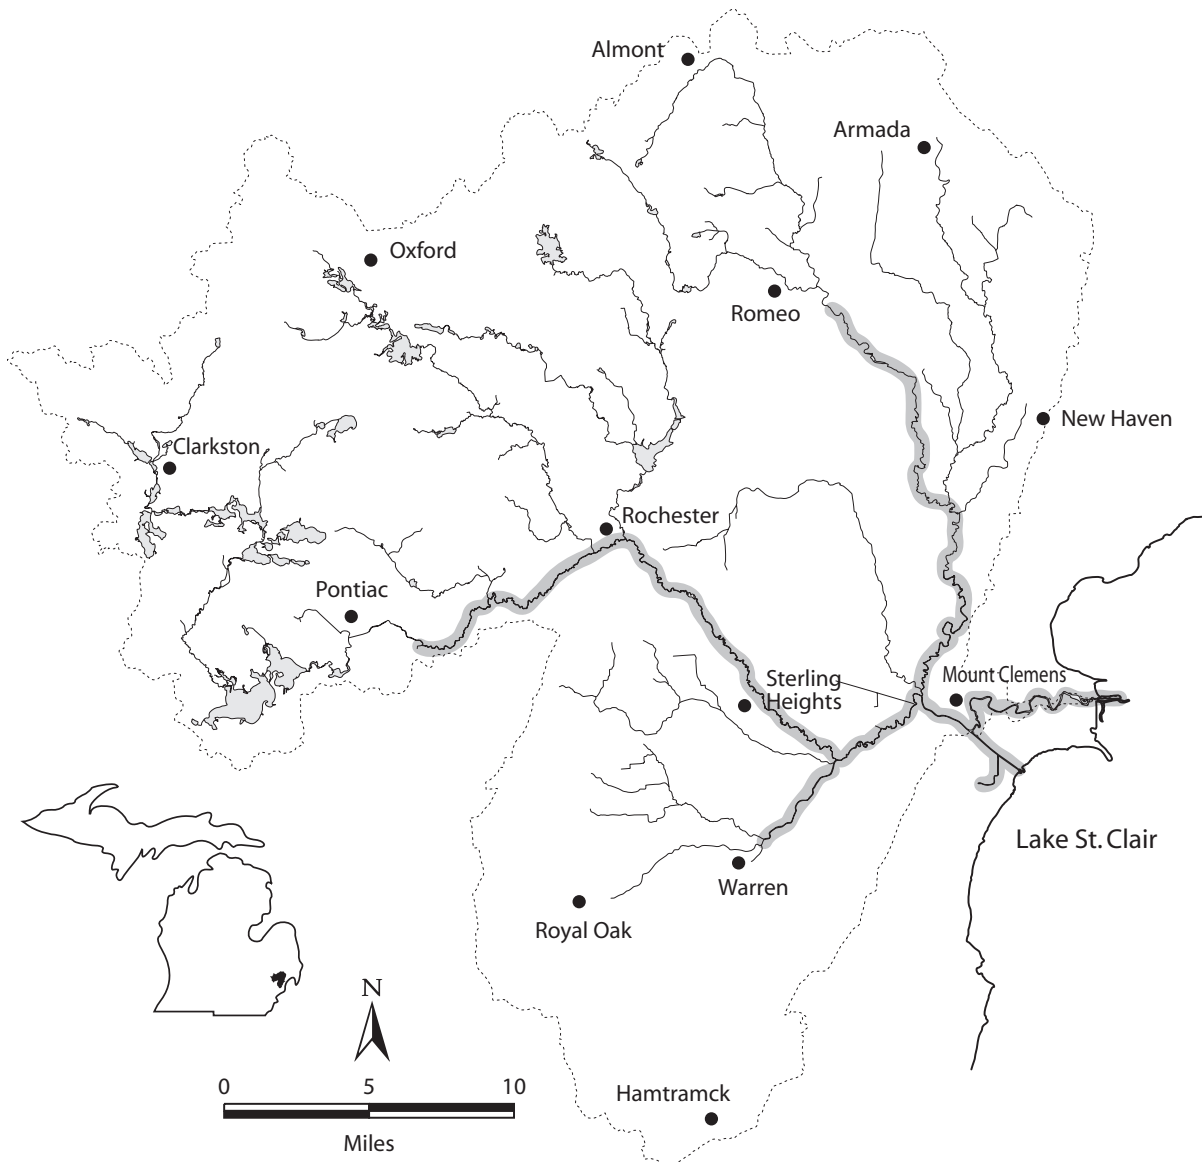 Almont
Armada
Oxford
Romeo
New Haven
Clarkston
Rochester
Pontiac
Mount Clemens
Sterling
Heights
Lake St. Clair
Warren
Royal Oak
N
0 5 10
Miles
Hamtramck